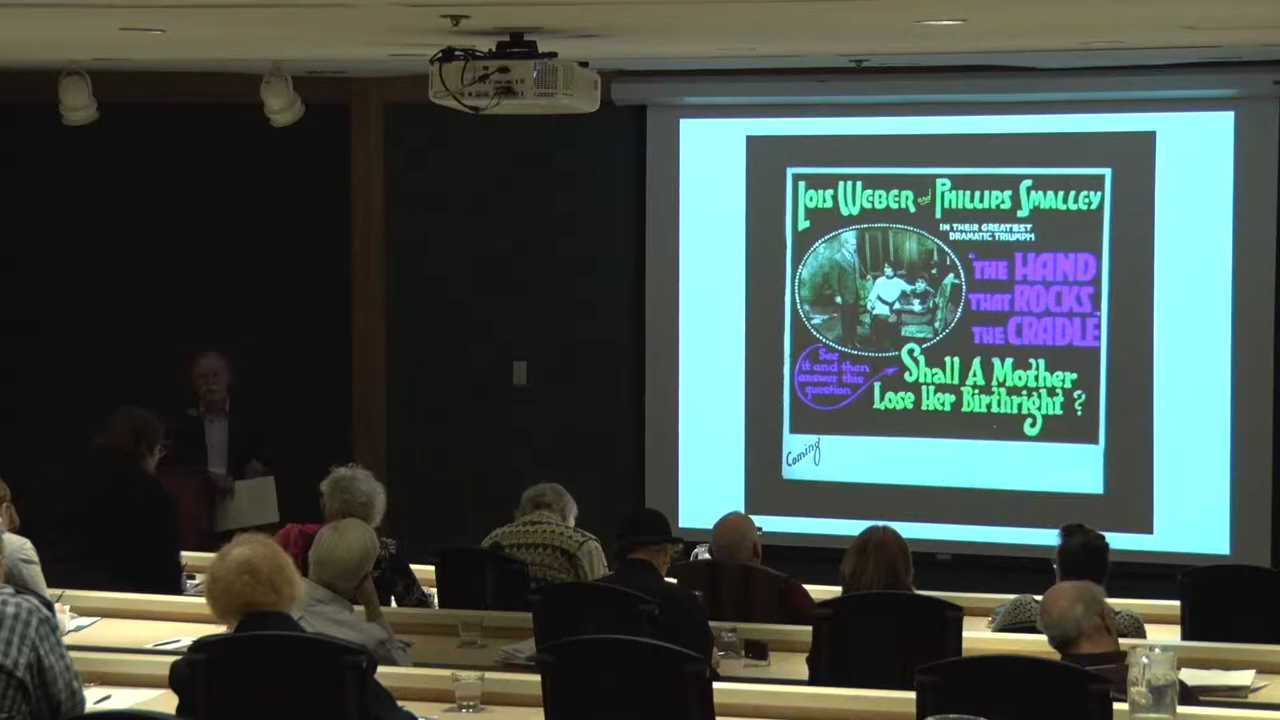 LOIS WEBER and PHILLIPS SMALLEY
IN THEIR GREATEST
DRAMATIC TRIUMPH
"THE HAND
THAT ROCKS
THE CRADLE"
See
it and then
answer this
question
Shall A Mother
Lose Her Birthright?
Coming